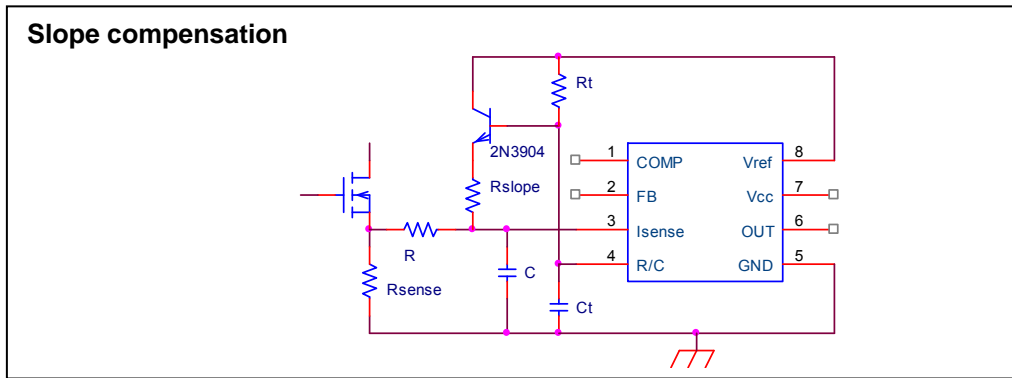 Slope compensation
Rt
2N3904
Rslope
R
Rsense
C
Ct
1 COMP Vref 8
2 FB Vcc 7
3 Isense OUT 6
4 R/C GND 5